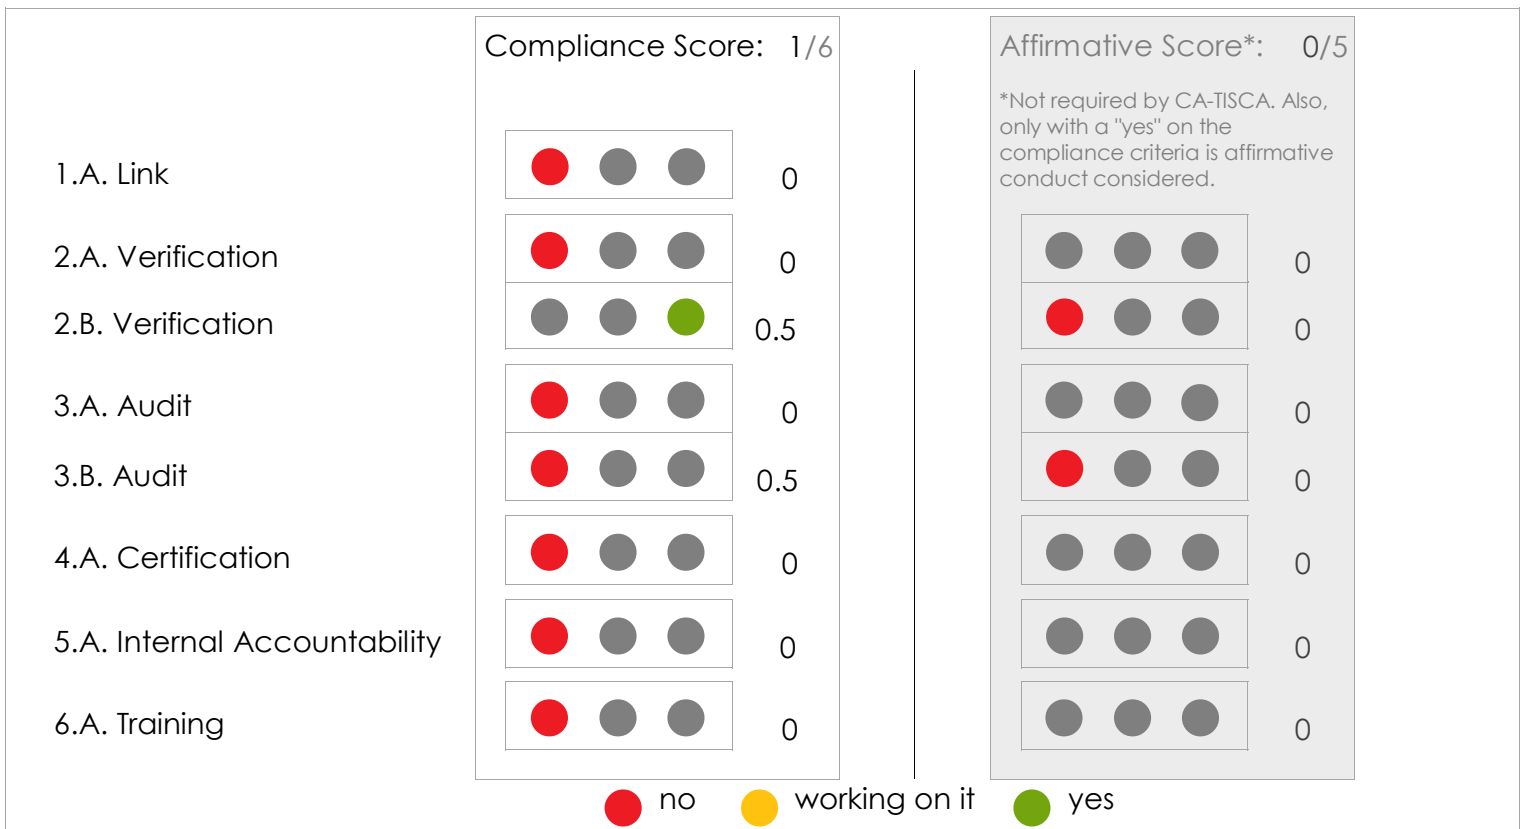 Compliance Score: 1/6
Affirmative Score*: 0/5
*Not required by CA-TISCA. Also,
only with a "yes" on the
compliance criteria is affirmative
conduct considered.
1.A. Link 0
2.A. Verification 0 0
2.B. Verification 0.5 0
3.A. Audit 0 0
3.B. Audit 0.5 0
4.A. Certification 0 0
5.A. Internal Accountability 0 0
6.A. Training 0 0
no working on it yes